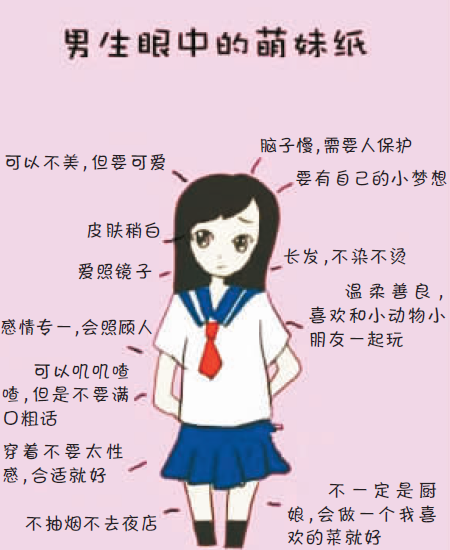 男生眼中的萌妹纸
脑子慢,需要人保护
可以不美,但要可爱
要有自己的小梦想
皮肤稍白
长发,不染不烫
爱照镜子
温柔善良,
喜欢和小动物小
朋友一起玩
感情专一,会照顾人
可以叽叽喳
喳,但是不要满
口粗话
穿着不要太性
感,合适就好
不一定是厨
娘,会做一个我喜
欢的菜就好
不抽烟不去夜店